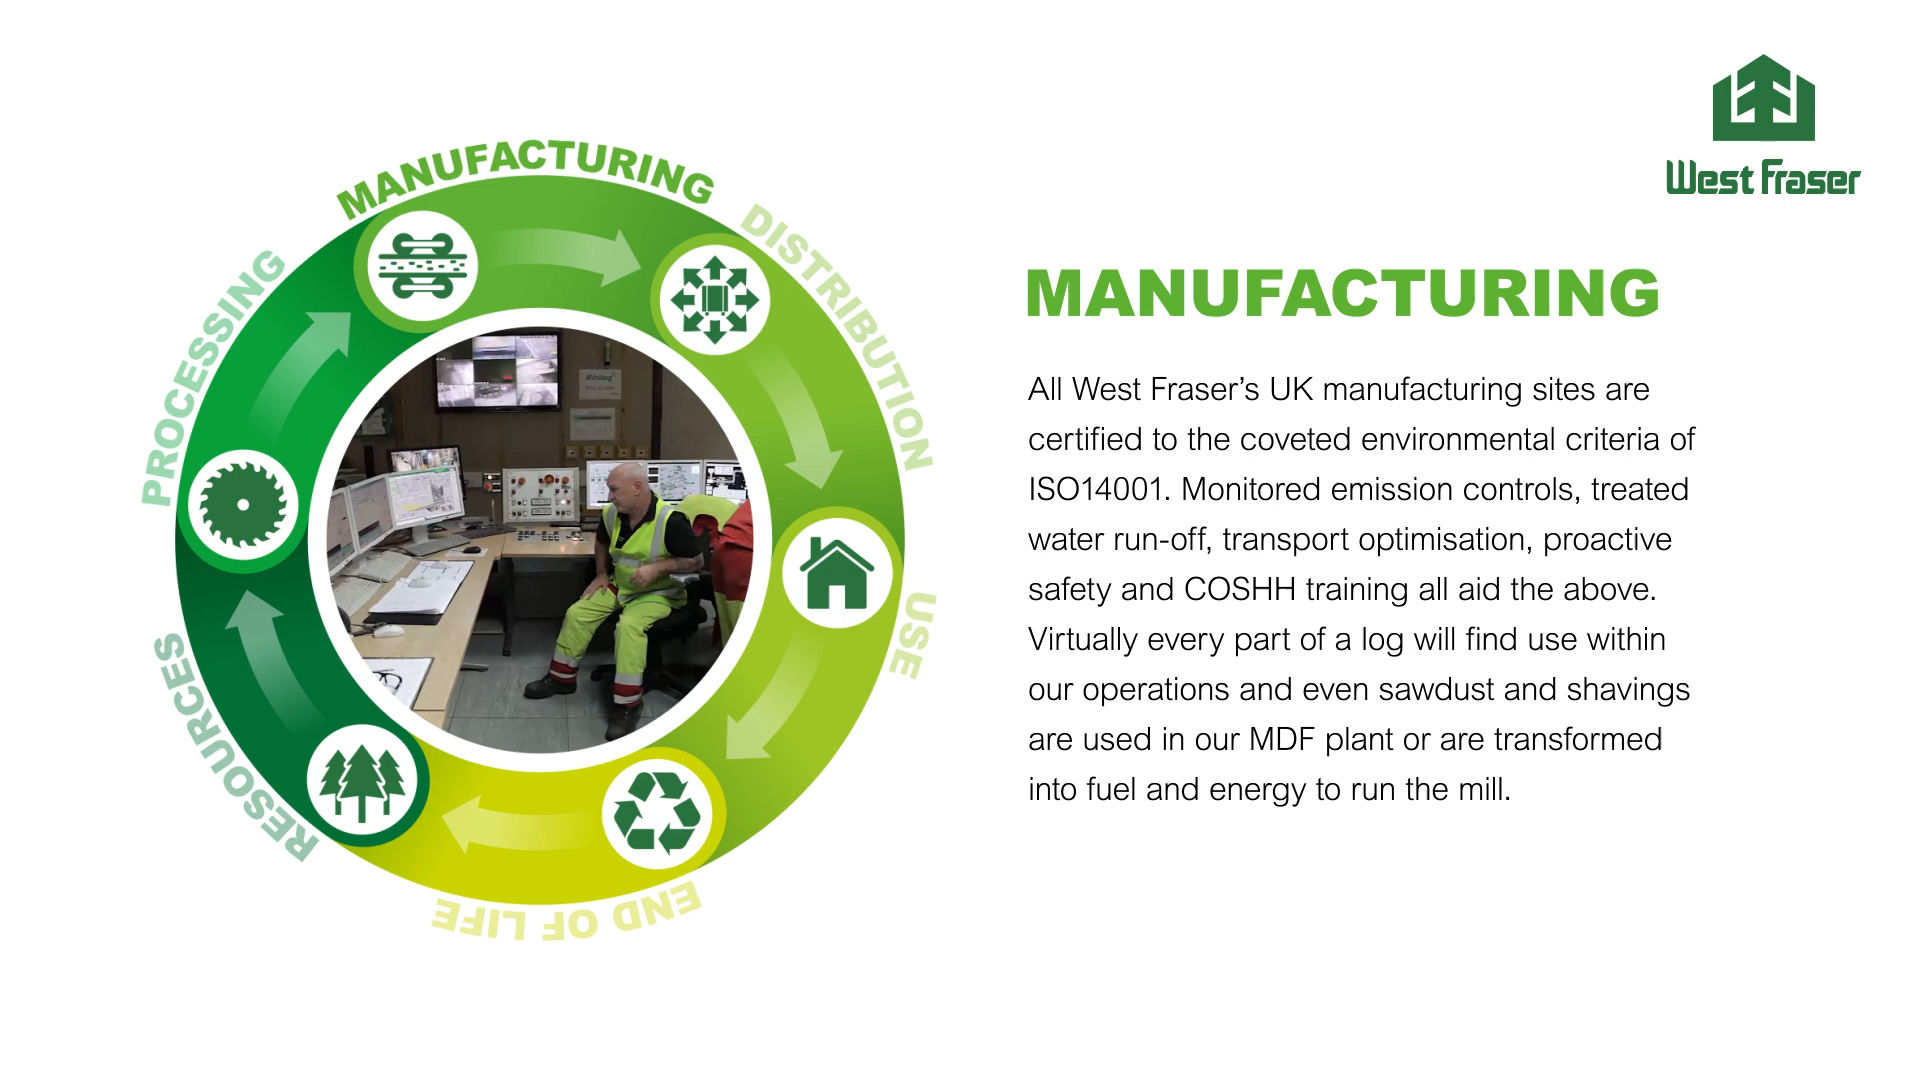 West Fraser
MANUFACTURING
DISTRIBUTION
USE
END OF LIFE
RESOURCES
PROCESSING
MANUFACTURING
All West Fraser’s UK manufacturing sites are
certified to the coveted environmental criteria of
ISO14001. Monitored emission controls, treated
water run-off, transport optimisation, proactive
safety and COSHH training all aid the above.
Virtually every part of a log will find use within
our operations and even sawdust and shavings
are used in our MDF plant or are transformed
into fuel and energy to run the mill.